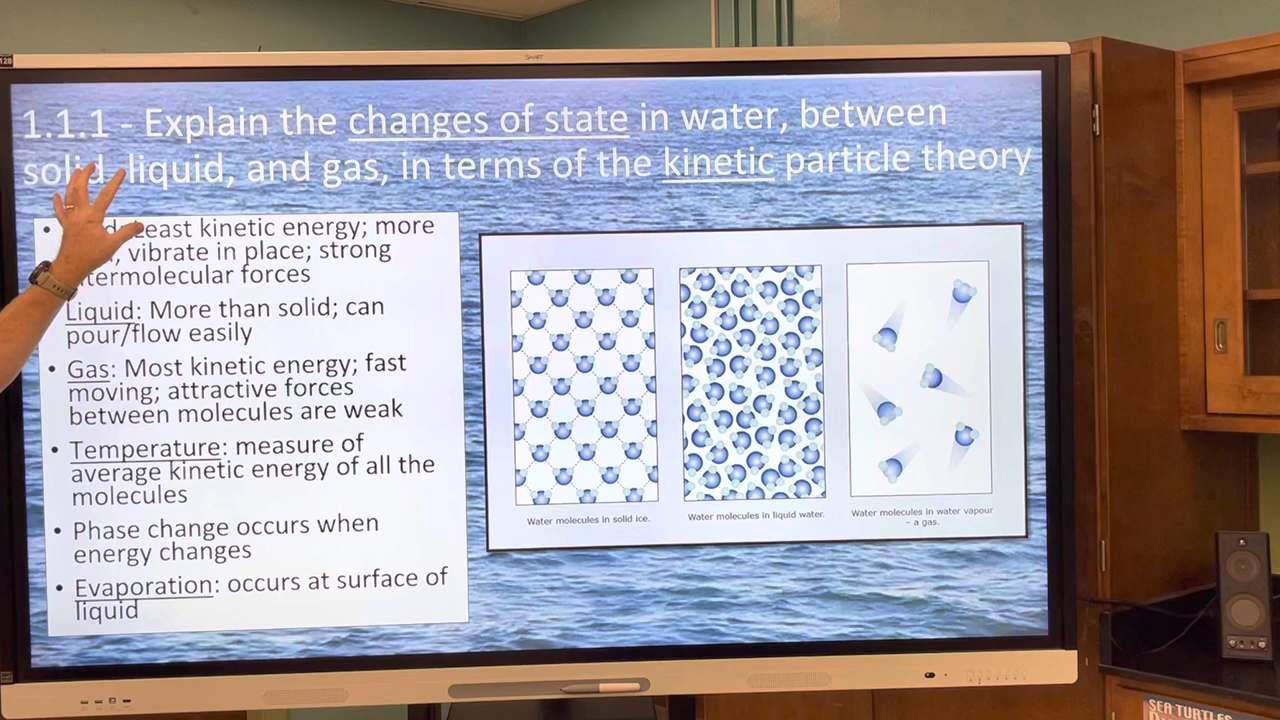 128
SMART
1.1.1 - Explain the changes of state in water, between
solid, liquid, and gas, in terms of the kinetic particle theory
• Least kinetic energy; more
vibrate in place; strong
termolecular forces
Liquid: More than solid; can
pour/flow easily
• Gas: Most kinetic energy; fast
moving; attractive forces
between molecules are weak
• Temperature: measure of
average kinetic energy of all the
molecules
• Phase change occurs when
energy changes
• Evaporation: occurs at surface of
liquid
Water molecules in solid ice.
Water molecules in liquid water.
Water molecules in water vapour
– a gas.
SEA TURTLES